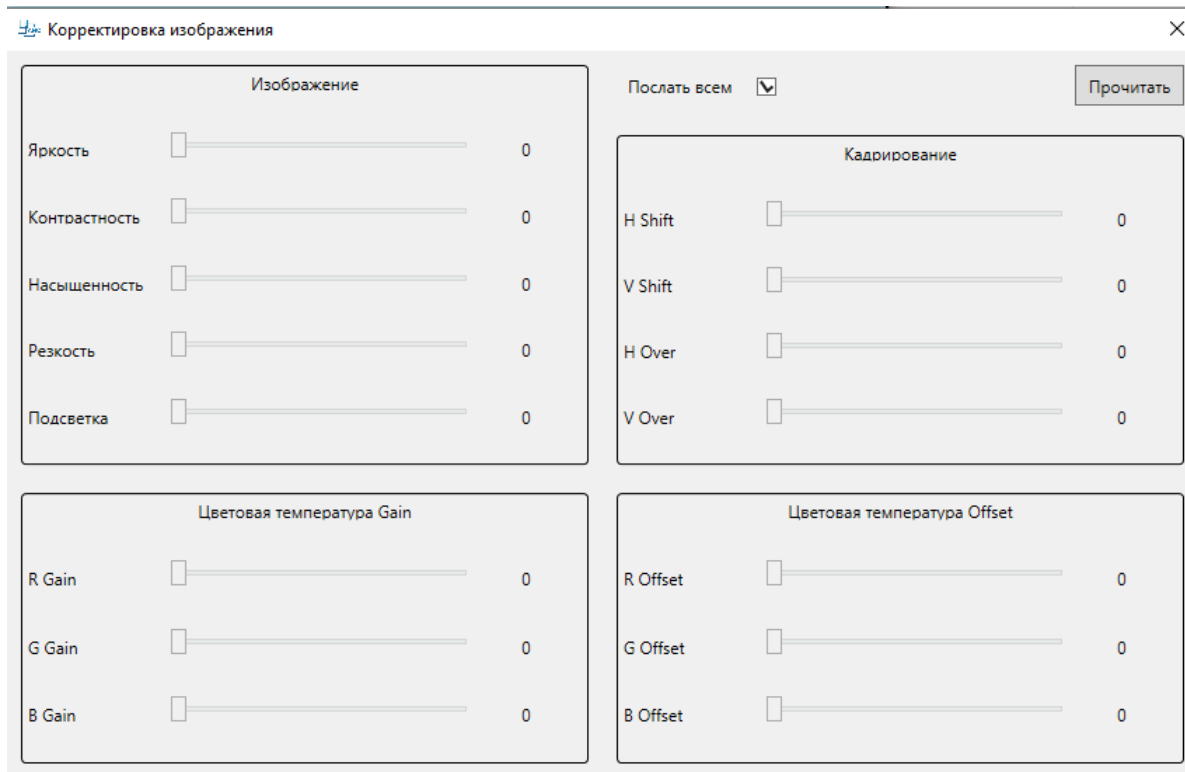 Корректировка изображения
Изображение
Яркость 0
Контрастность 0
Насыщенность 0
Резкость 0
Подсветка 0
Послать всем
Прочитать
Кадрирование
H Shift 0
V Shift 0
H Over 0
V Over 0
Цветовая температура Gain
R Gain 0
G Gain 0
B Gain 0
Цветовая температура Offset
R Offset 0
G Offset 0
B Offset 0